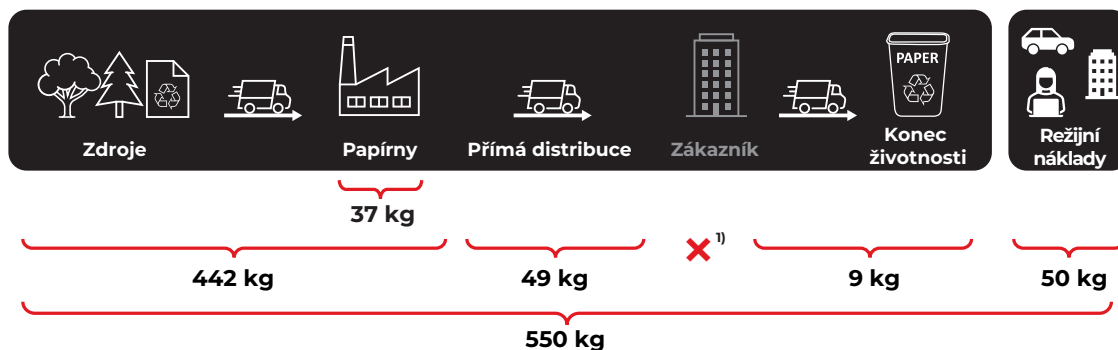 PAPER
Zdroje
Papírny
Přímá distribuce
Zákazník
Konec
životnosti
Režijní
náklady
37 kg
1)
442 kg
49 kg
9 kg
50 kg
550 kg